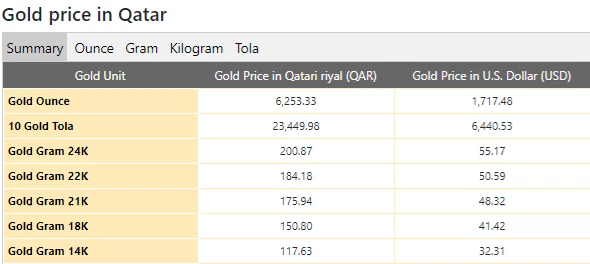 Gold price in Qatar
Summary Ounce Gram Kilogram Tola
Gold Unit Gold Price in Qatari riyal (QAR) Gold Price in U.S. Dollar (USD)
Gold Ounce 6,253.33 1,717.48
10 Gold Tola 23,449.98 6,440.53
Gold Gram 24K 200.87 55.17
Gold Gram 22K 184.18 50.59
Gold Gram 21K 175.94 48.32
Gold Gram 18K 150.80 41.42
Gold Gram 14K 117.63 32.31